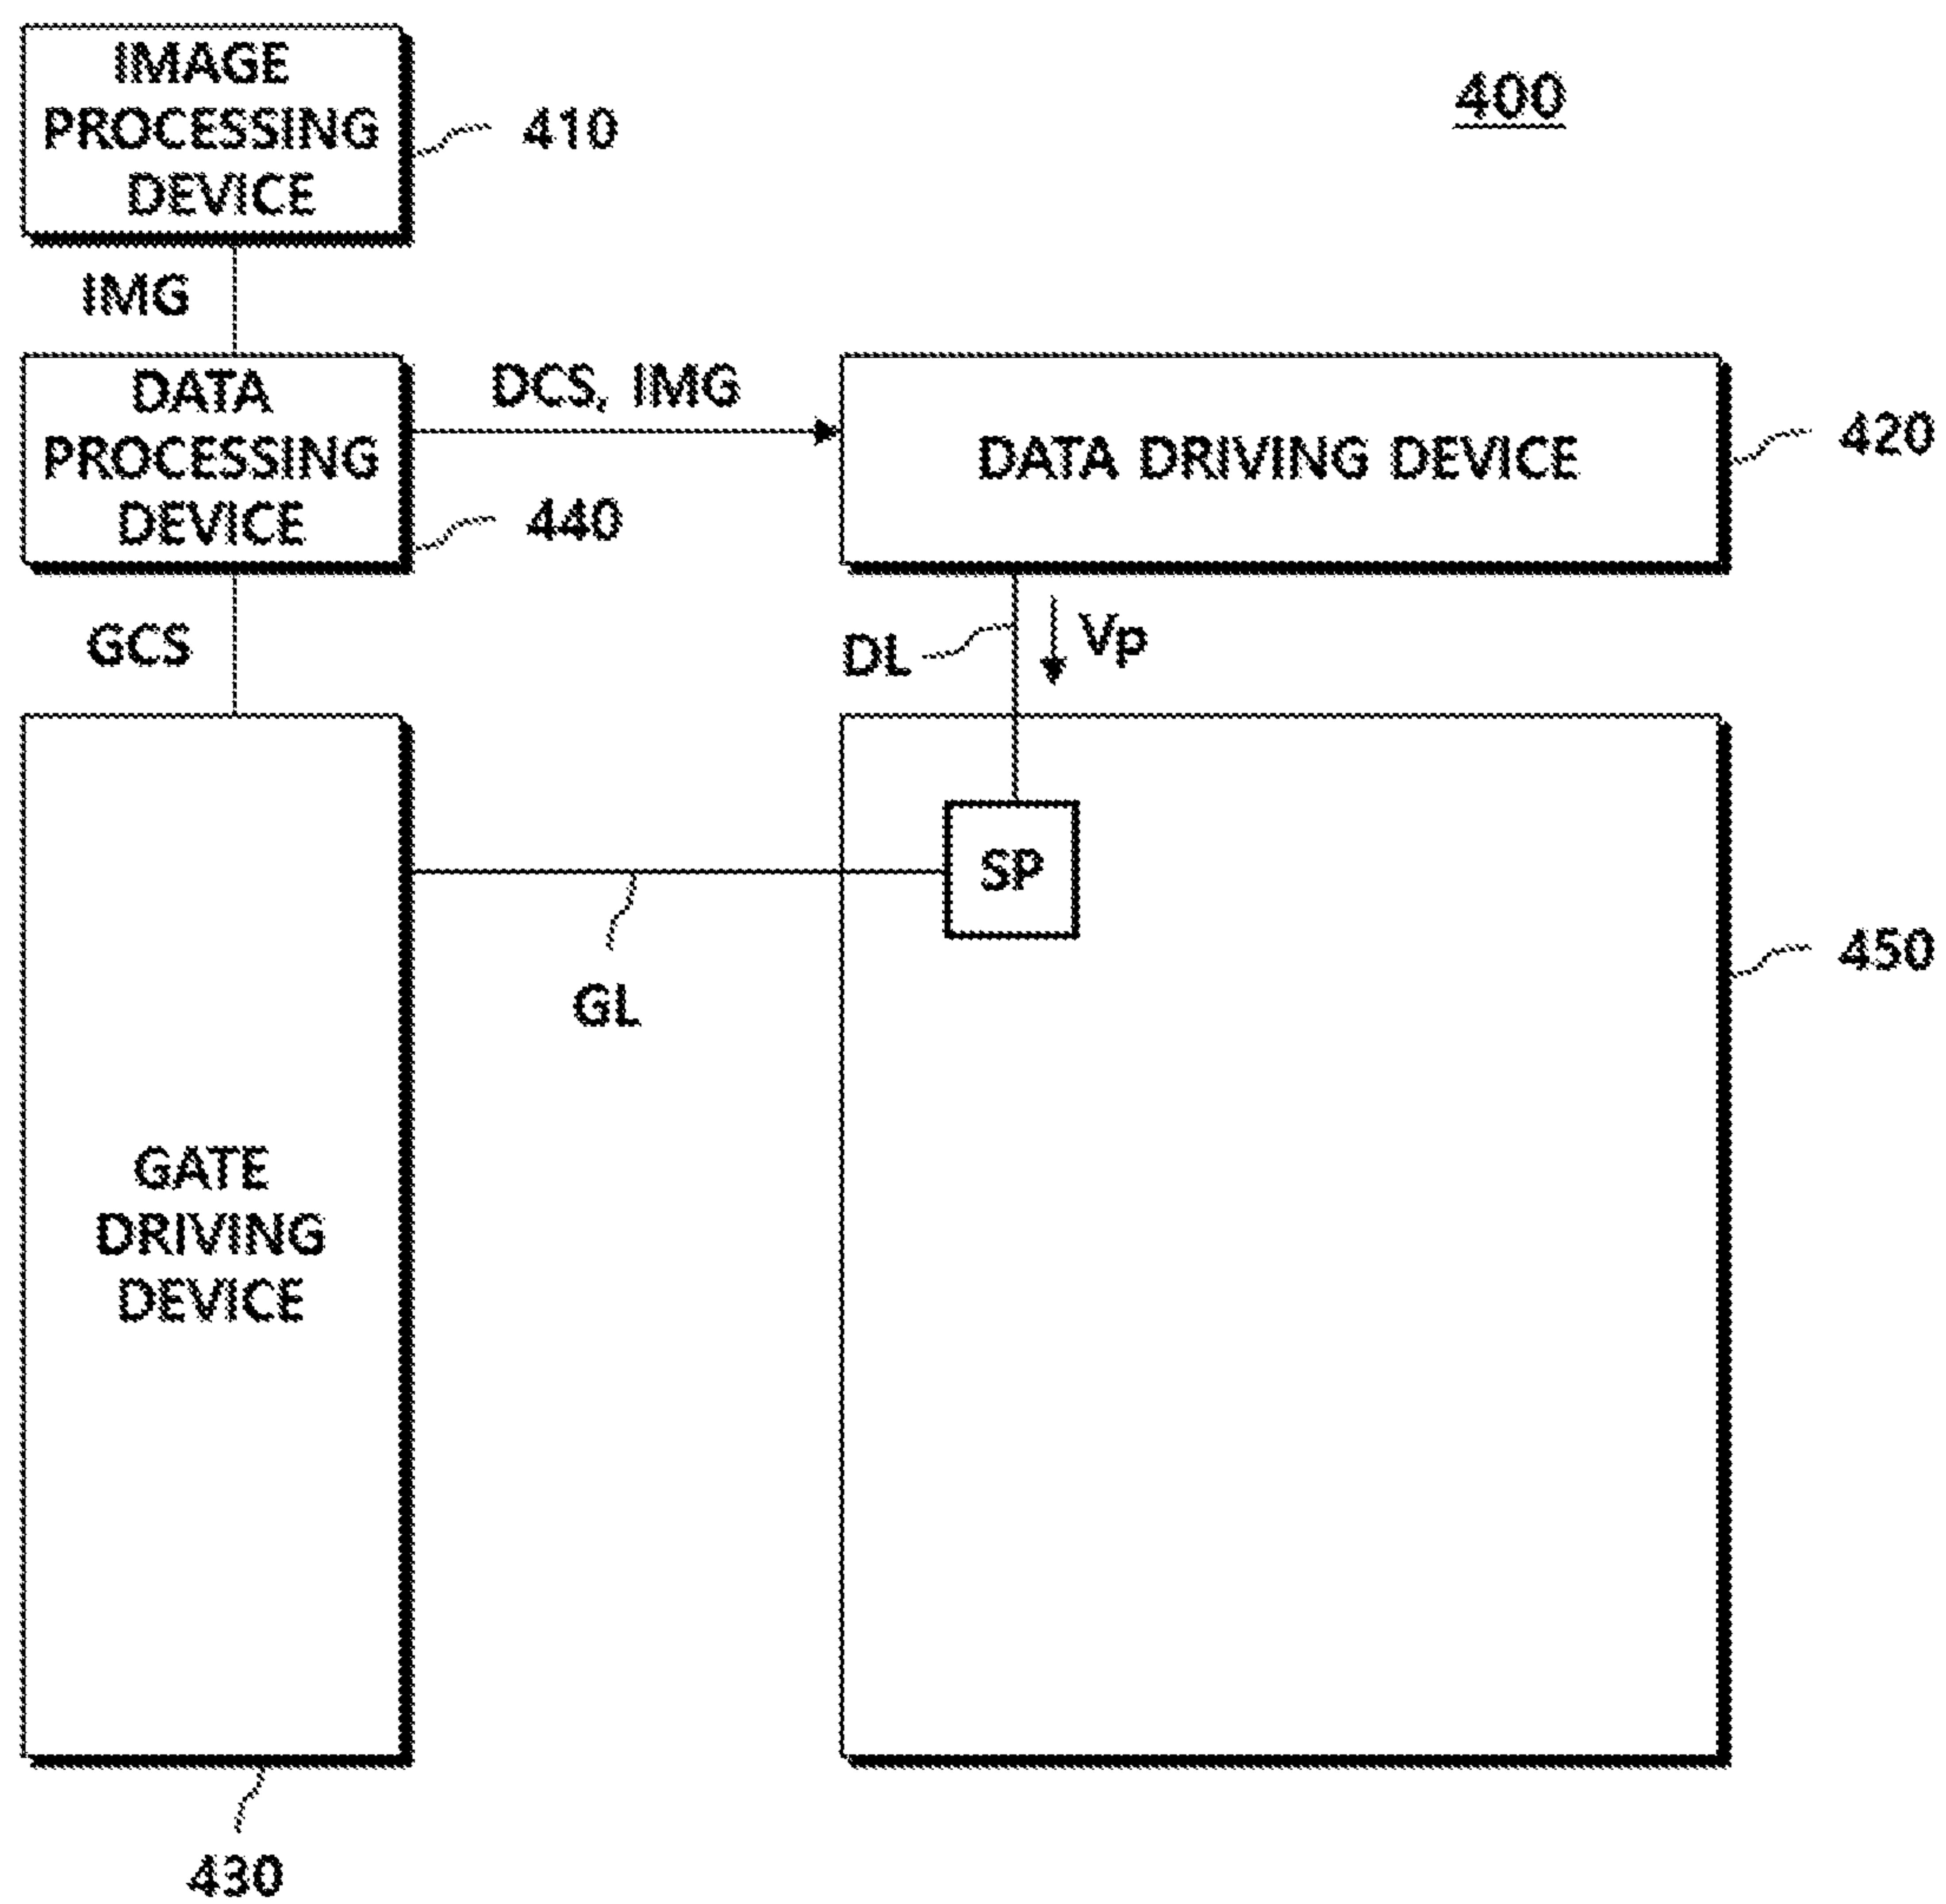 IMAGE
PROCESSING
DEVICE
410
400
IMG
DATA
PROCESSING
DEVICE
440
DCS, IMG
DATA DRIVING DEVICE
420
GCS
DL
Vp
SP
GL
450
GATE
DRIVING
DEVICE
430